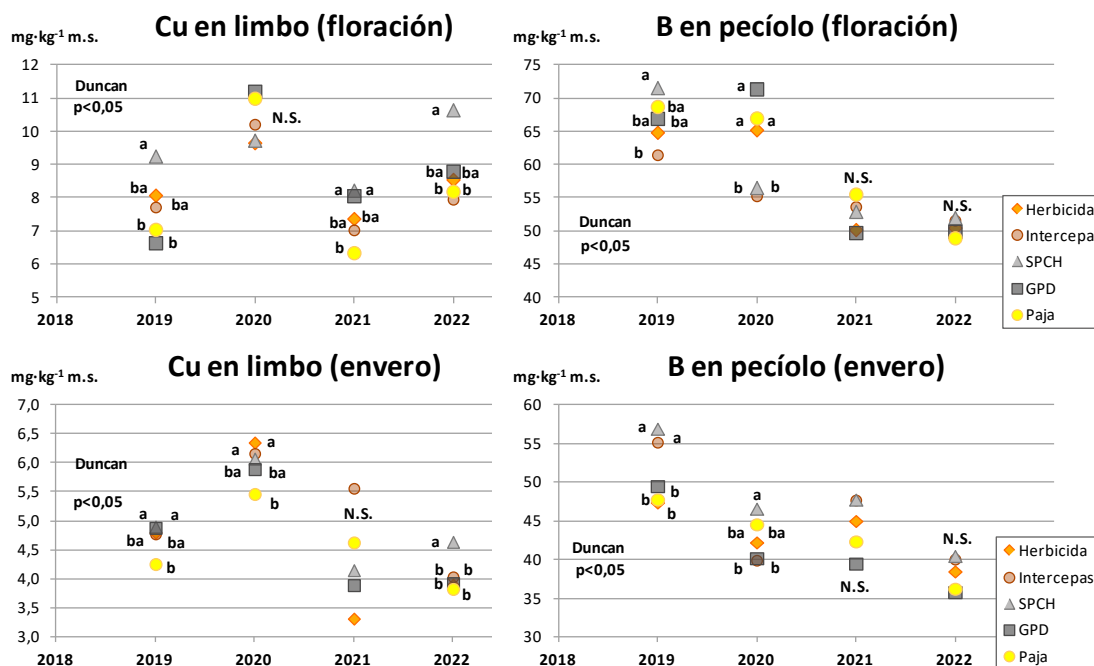 Cu en limbo (floración)
mg·kg-1 m.s.
12
11
10
9
8
7
6
5
Duncan
p<0,05
a
ba
ba
b
b
N.S.
a
a
ba
ba
b
a
ba
ba
b
b
2018
2019
2020
2021
2022
B en pecíolo (floración)
mg·kg-1 m.s.
75
70
65
60
55
50
45
40
a
ba
ba
ba
b
a
a
a
b
b
N.S.
N.S.
Duncan
p<0,05
2018
2019
2020
2021
2022
Herbicida
Intercepas
SPCH
GPD
Paja
Cu en limbo (envero)
mg·kg-1 m.s.
7,0
6,5
6,0
5,5
5,0
4,5
4,0
3,5
3,0
Duncan
p<0,05
a
a
ba
ba
b
a
a
ba
ba
b
N.S.
a
b
b
b
b
2018
2019
2020
2021
2022
B en pecíolo (envero)
mg·kg-1 m.s.
60
55
50
45
40
35
30
a
a
b
b
b
a
ba
ba
b
b
N.S.
N.S.
Duncan
p<0,05
2018
2019
2020
2021
2022
Herbicida
Intercepas
SPCH
GPD
Paja